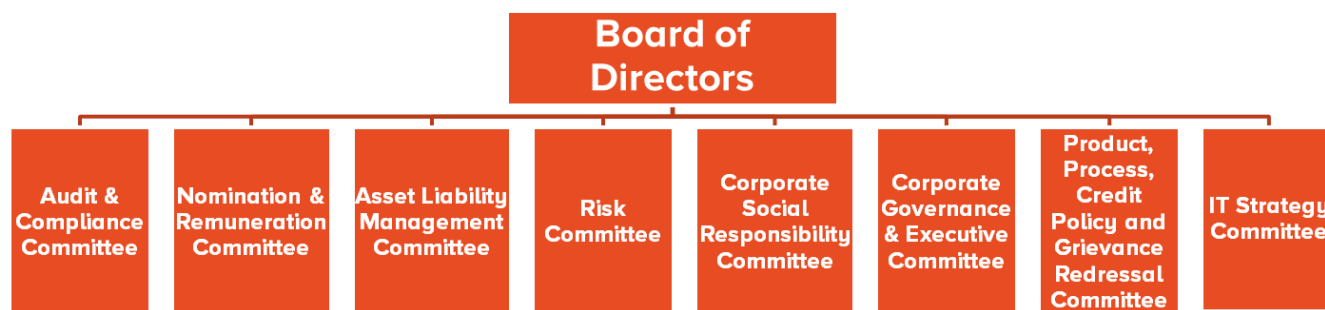 Board of
Directors
Audit &
Compliance
Committee
Nomination &
Remuneration
Committee
Asset Liability
Management
Committee
Risk
Committee
Corporate
Social
Responsibility
Committee
Corporate
Governance
& Executive
Committee
Product,
Process,
Credit
Policy and
Grievance
Redressal
Committee
IT Strategy
Committee